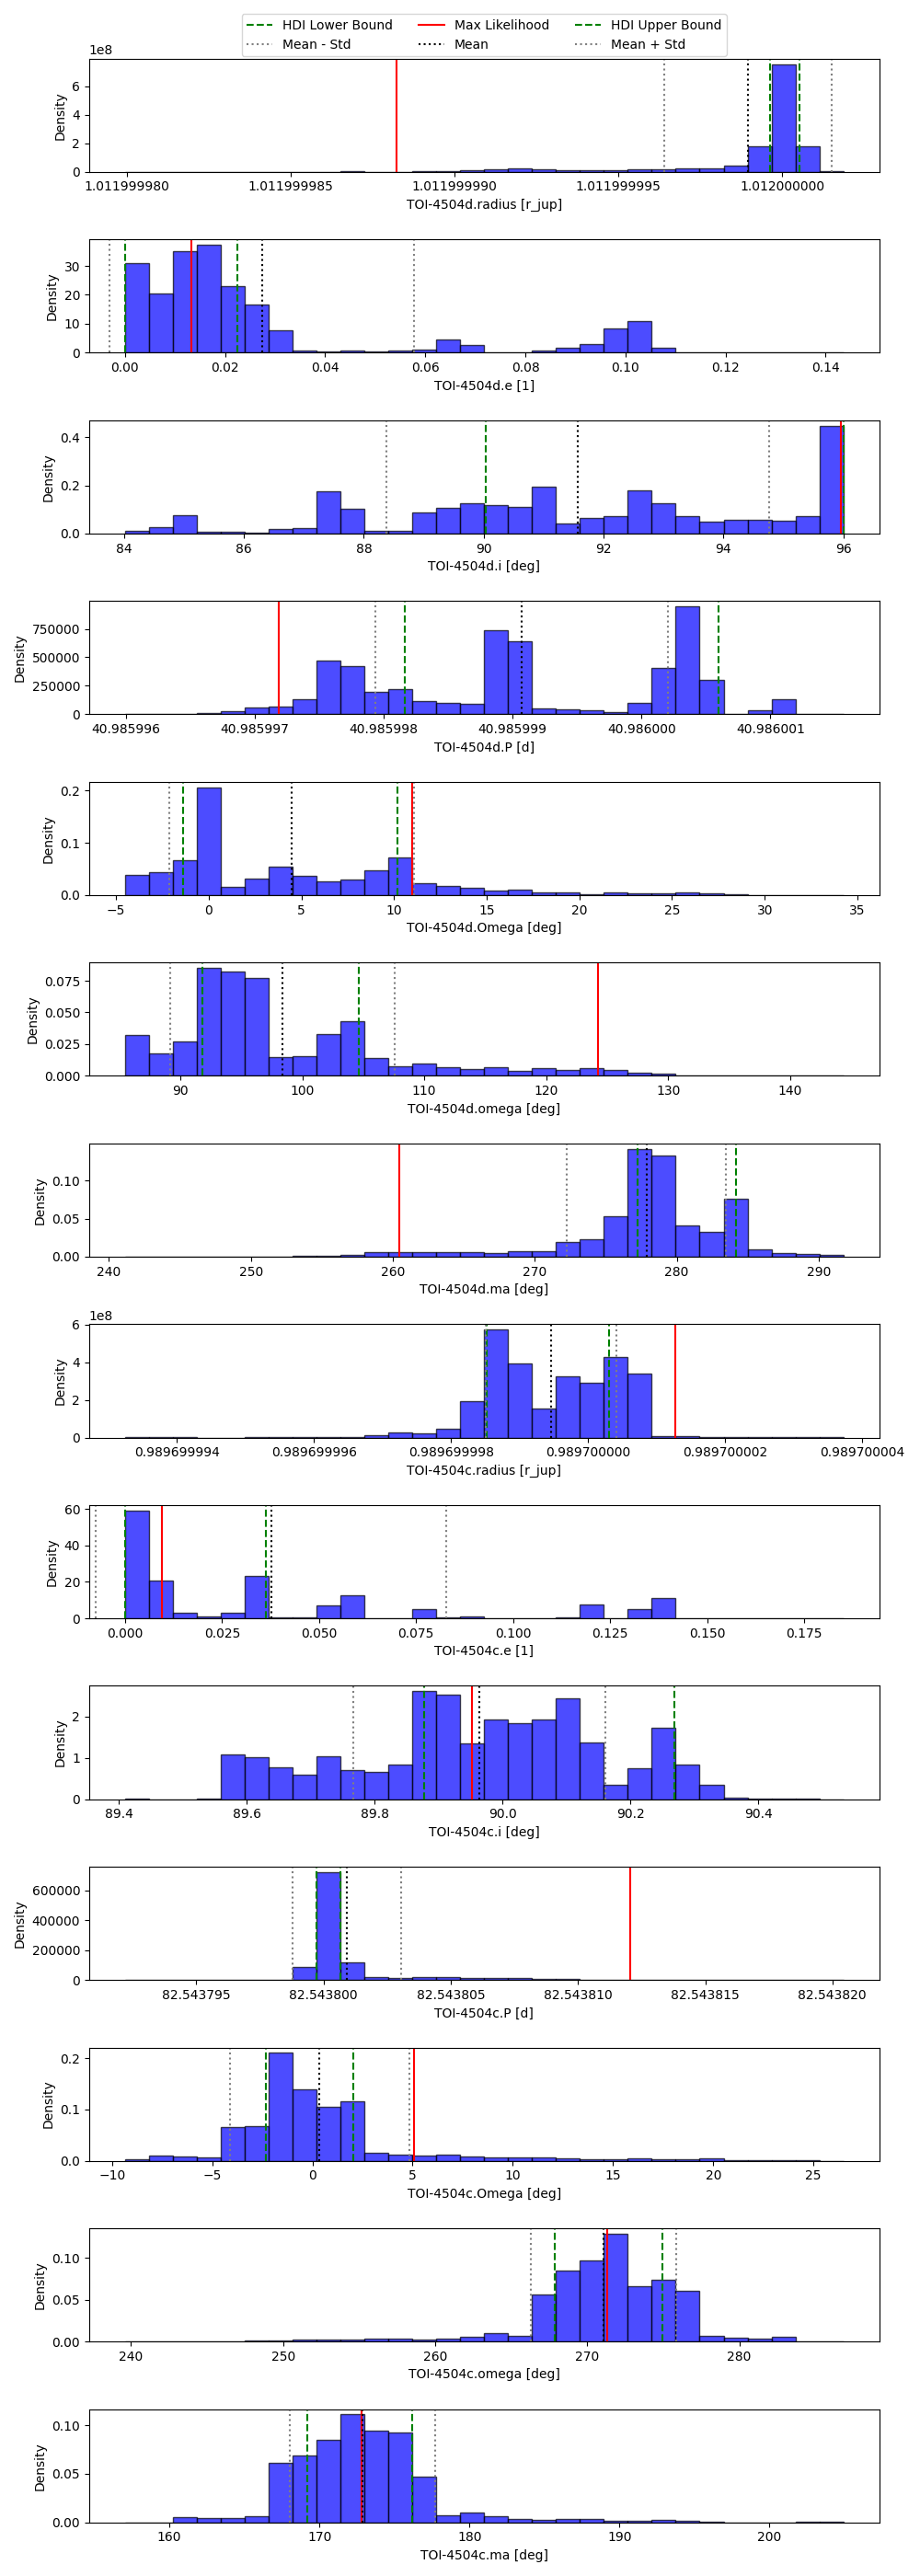 HDI Lower Bound Max Likelihood HDI Upper Bound
Mean - Std Mean Mean + Std
1e8
Density
6
4
2
0
1.011999980 1.011999985 1.011999990 1.011999995 1.012000000
TOI-4504d.radius [r_jup]
Density
30
20
10
0
0.00 0.02 0.04 0.06 0.08 0.10 0.12 0.14
TOI-4504d.e [1]
Density
0.4
0.2
0.0
84 86 88 90 92 94 96
TOI-4504d.i [deg]
Density
750000
500000
250000
0
40.985996 40.985997 40.985998 40.985999 40.986000 40.986001
TOI-4504d.P [d]
Density
0.2
0.1
0.0
−5 0 5 10 15 20 25 30 35
TOI-4504d.Omega [deg]
Density
0.075
0.050
0.025
0.000
90 100 110 120 130 140
TOI-4504d.omega [deg]
Density
0.10
0.05
0.00
240 250 260 270 280 290
TOI-4504d.ma [deg]
1e8
Density
6
4
2
0
0.989699994 0.989699996 0.989699998 0.989700000 0.989700002 0.989700004
TOI-4504c.radius [r_jup]
Density
60
40
20
0
0.000 0.025 0.050 0.075 0.100 0.125 0.150 0.175
TOI-4504c.e [1]
Density
2
1
0
89.4 89.6 89.8 90.0 90.2 90.4
TOI-4504c.i [deg]
Density
600000
400000
200000
0
82.543795 82.543800 82.543805 82.543810 82.543815 82.543820
TOI-4504c.P [d]
Density
0.2
0.1
0.0
−10 −5 0 5 10 15 20 25
TOI-4504c.Omega [deg]
Density
0.10
0.05
0.00
240 250 260 270 280
TOI-4504c.omega [deg]
Density
0.10
0.05
0.00
160 170 180 190 200
TOI-4504c.ma [deg]